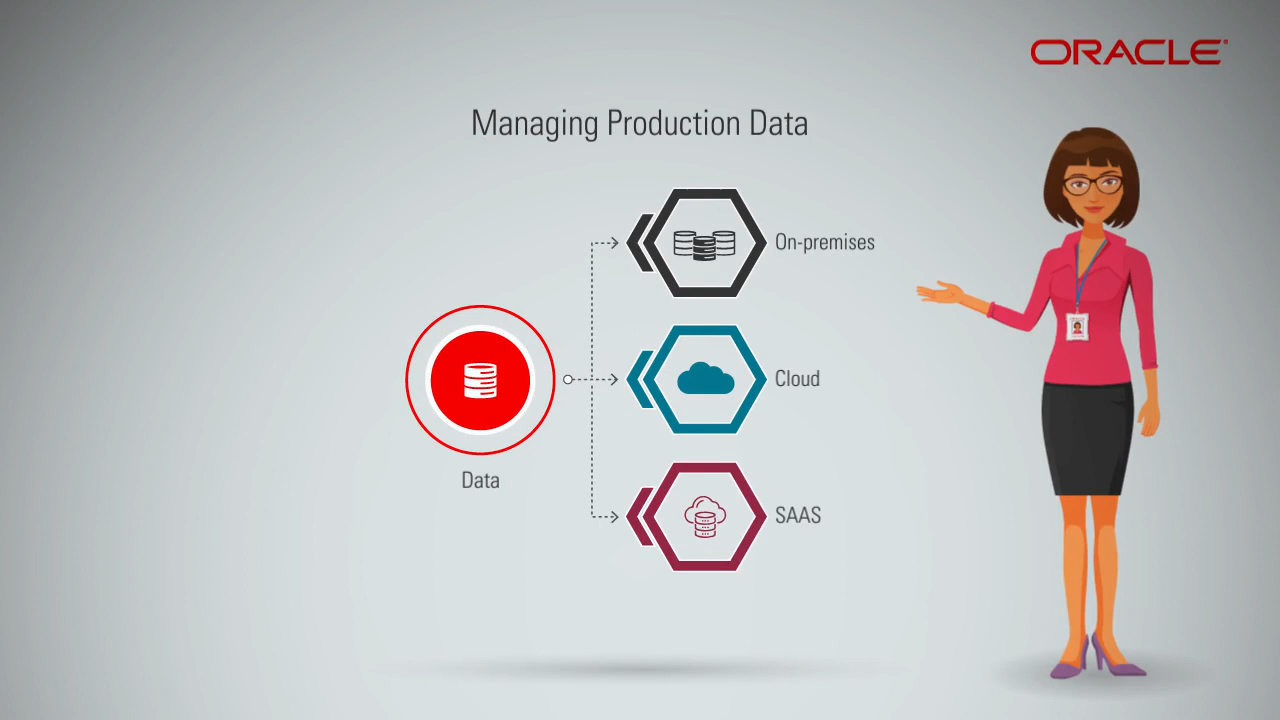 ORACLE
Managing Production Data
On-premises
Cloud
Data
SAAS